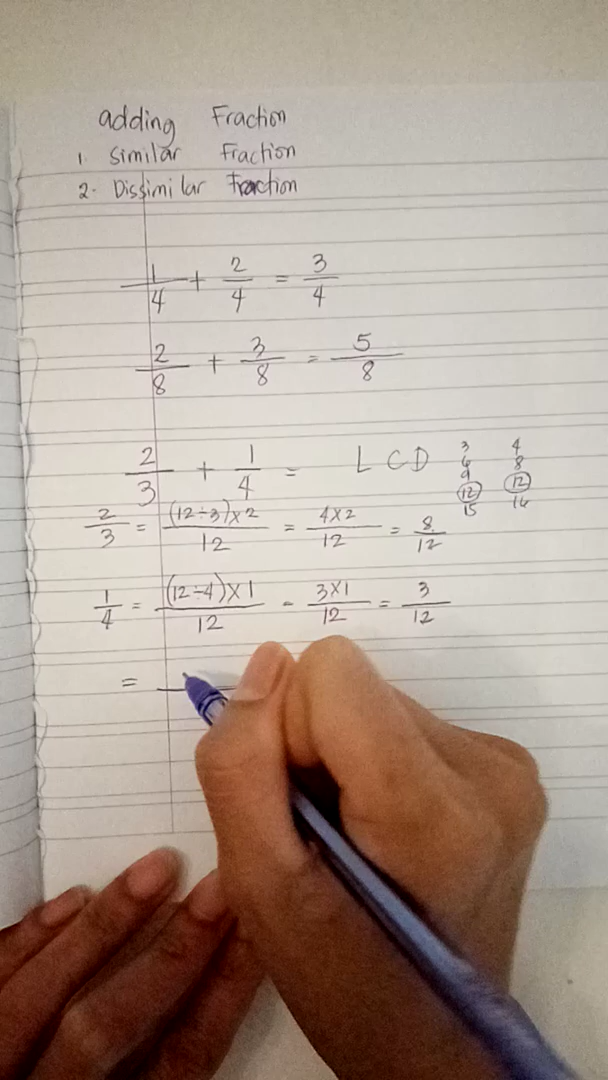 adding Fraction
1. Similar Fraction
2. Dissimilar Fraction
1/4 + 2/4 = 3/4
2/8 + 3/8 = 5/8
2/3 + 1/4 = LCD
3 4
6 8
9 12
12 16
15
2/3 = (12÷3)x2/12 = 4x2/12 = 8/12
1/4 = (12÷4)x1/12 = 3x1/12 = 3/12
=